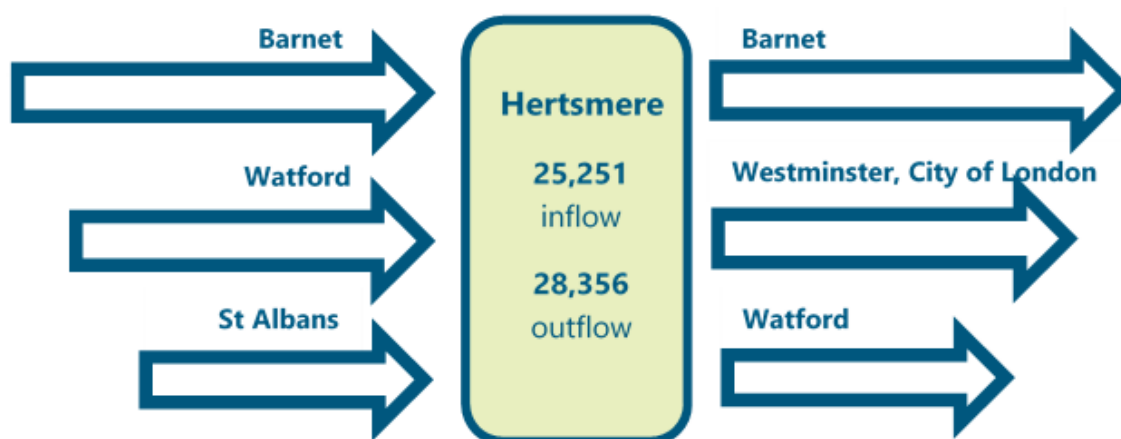 Barnet
Watford
St Albans
Hertsmere
25,251
inflow
28,356
outflow
Barnet
Westminster, City of London
Watford